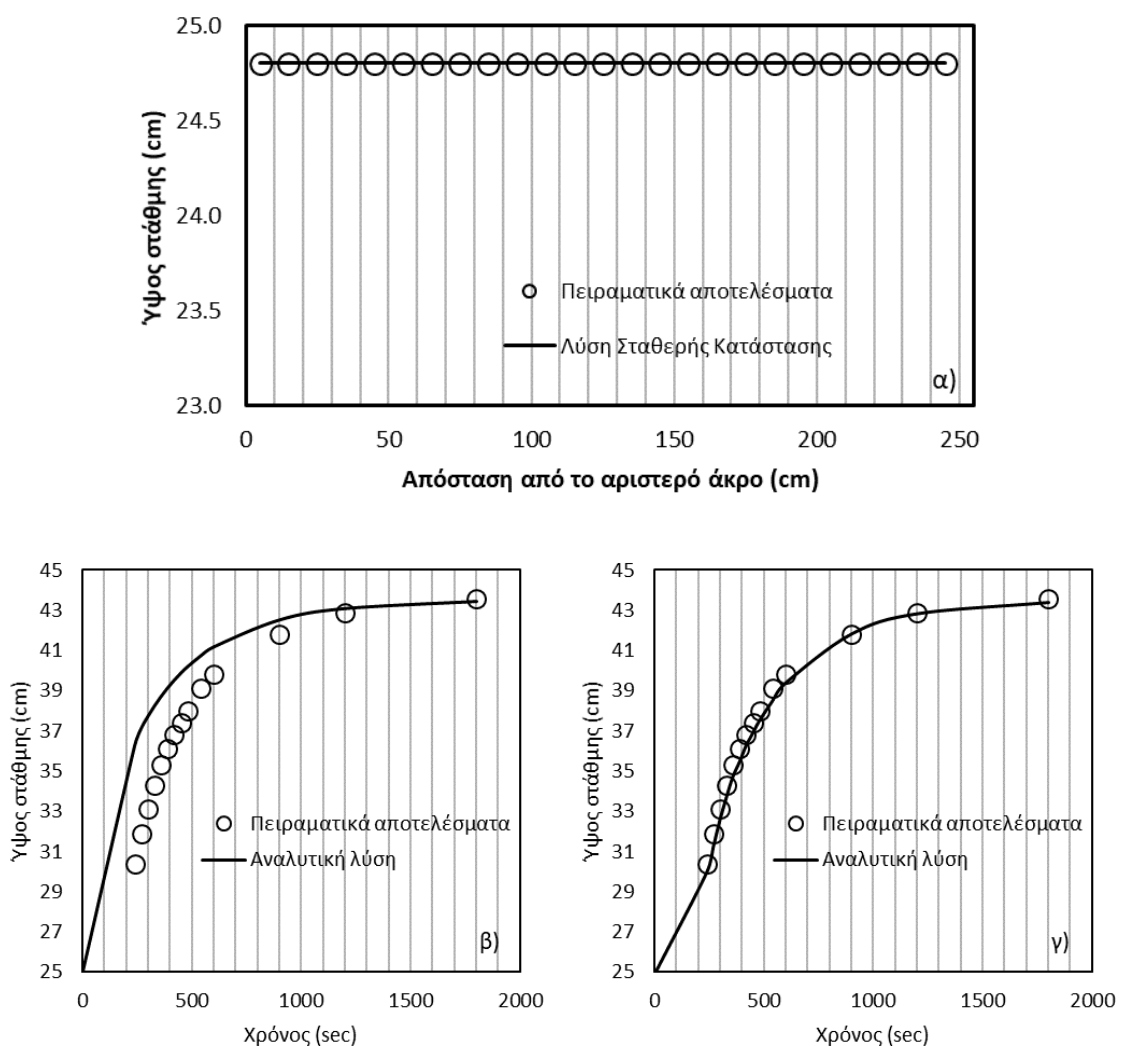 25.0
24.5
24.0
23.5
23.0
Ύψος στάθμης (cm)
Πειραματικά αποτελέσματα
Λύση Σταθερής Κατάστασης
α)
0 50 100 150 200 250
Απόσταση από το αριστερό άκρο (cm)
45
43
41
39
37
35
33
31
29
27
25
Ύψος στάθμης (cm)
Πειραματικά αποτελέσματα
Αναλυτική λύση
β)
0 500 1000 1500 2000
Χρόνος (sec)
45
43
41
39
37
35
33
31
29
27
25
Ύψος στάθμης (cm)
Πειραματικά αποτελέσματα
Αναλυτική λύση
γ)
0 500 1000 1500 2000
Χρόνος (sec)